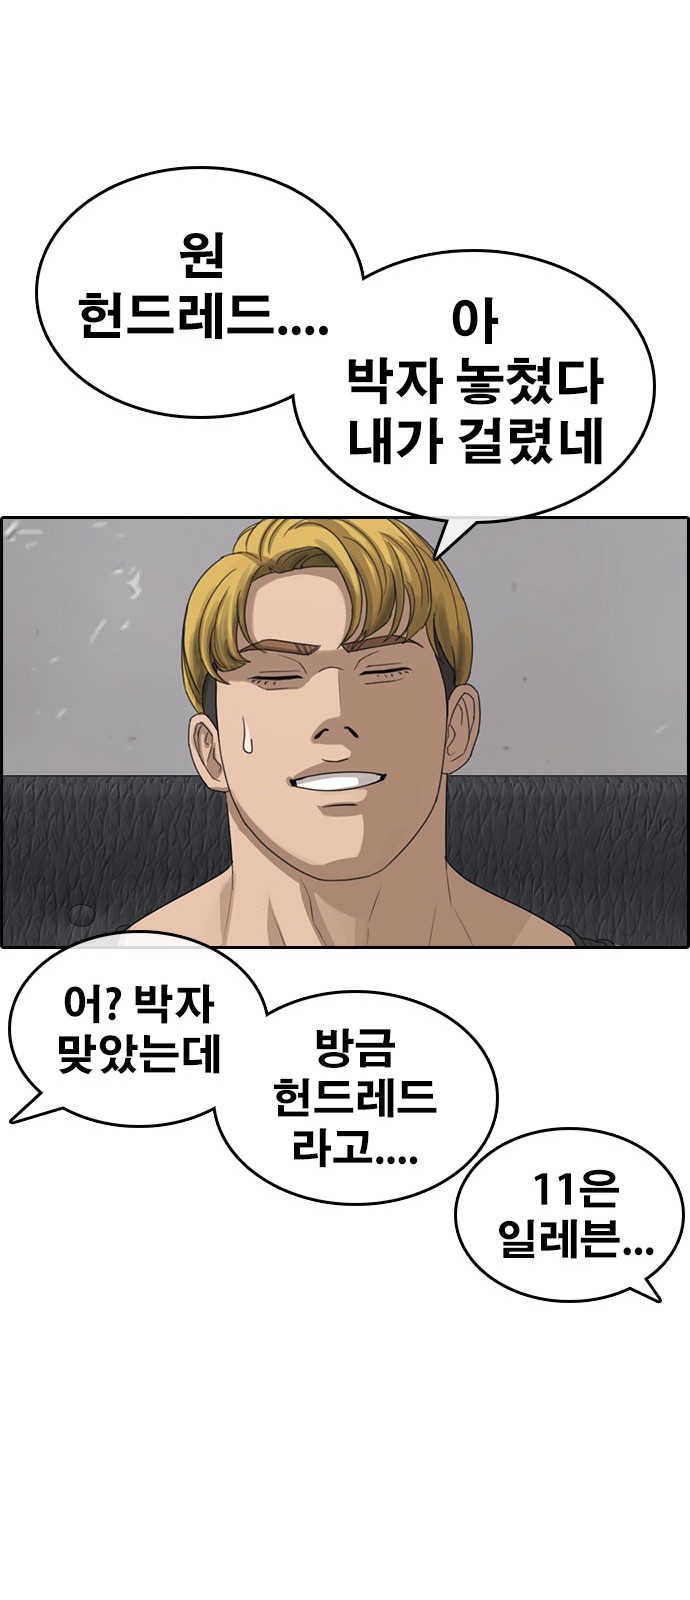 원
헌드레드....
아
박자 놓쳤다
내가 걸렸네
어? 박자
맞았는데
방금
헌드레드
라고....
11은
일레븐...